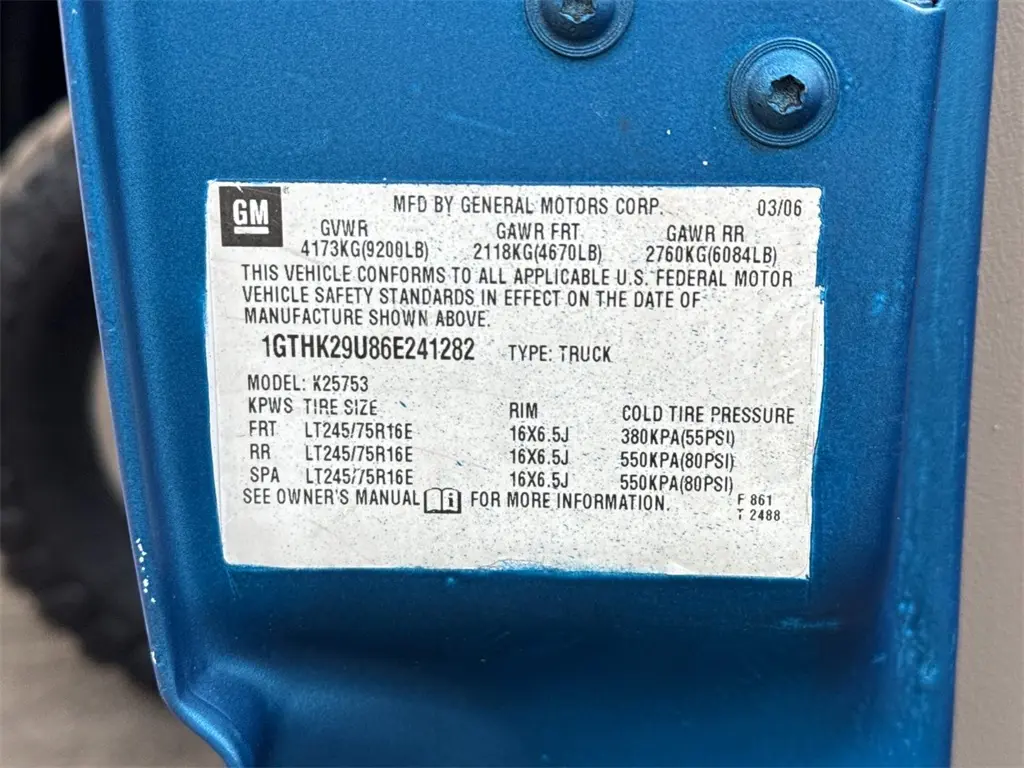 GM
MFD BY GENERAL MOTORS CORP. 03/06
GVWR GAWR FRT GAWR RR
4173KG(9200LB) 2118KG(4670LB) 2760KG(6084LB)
THIS VEHICLE CONFORMS TO ALL APPLICABLE U.S. FEDERAL MOTOR
VEHICLE SAFETY STANDARDS IN EFFECT ON THE DATE OF
MANUFACTURE SHOWN ABOVE.
1GTHK29U86E241282 TYPE: TRUCK
MODEL: K25753
KPWS TIRE SIZE RIM COLD TIRE PRESSURE
FRT LT245/75R16E 16X6.5J 380KPA(55PSI)
RR LT245/75R16E 16X6.5J 550KPA(80PSI)
SPA LT245/75R16E 16X6.5J 550KPA(80PSI)
SEE OWNER'S MANUAL i FOR MORE INFORMATION.
F 861
T 2488